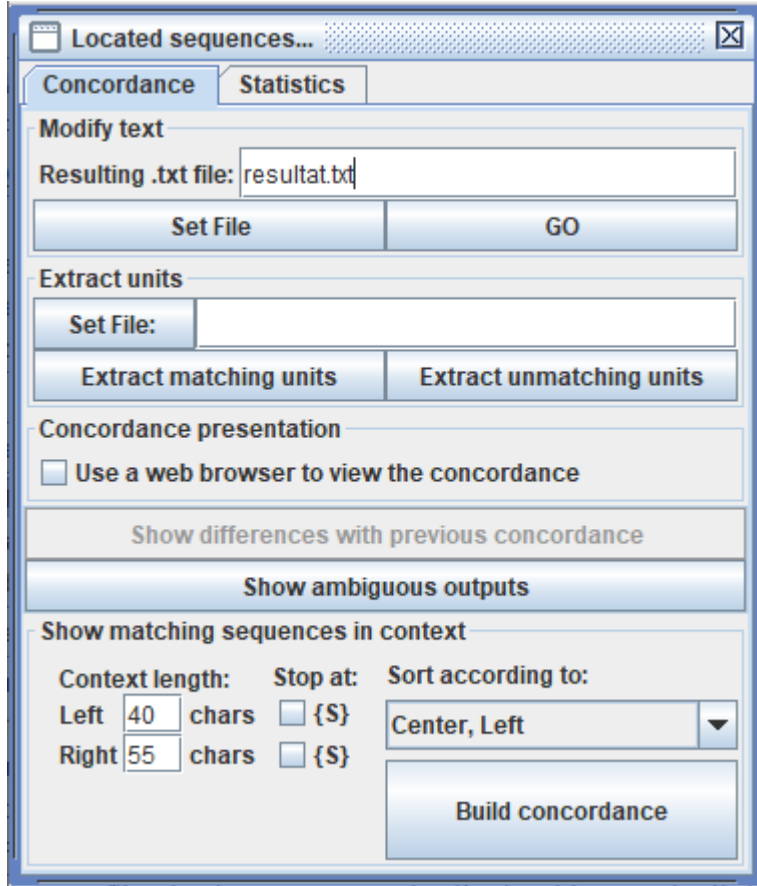 Located sequences...
Concordance Statistics
Modify text
Resulting .txt file: resultat.txt
Set File GO
Extract units
Set File:
Extract matching units Extract unmatching units
Concordance presentation
Use a web browser to view the concordance
Show differences with previous concordance
Show ambiguous outputs
Show matching sequences in context
Context length: Stop at: Sort according to:
Left 40 chars {S} Center, Left
Right 55 chars {S}
Build concordance